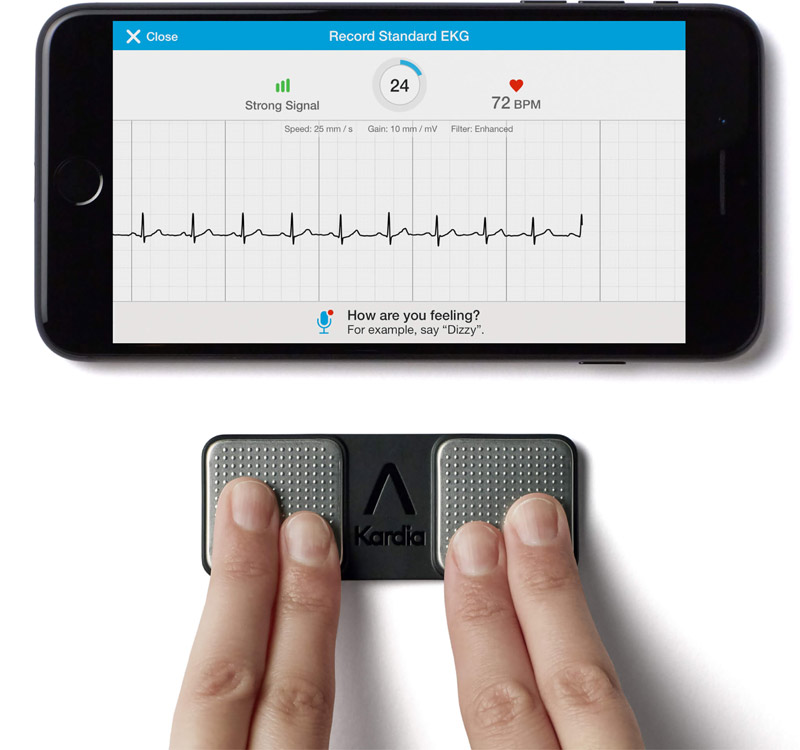 Close
Record Standard EKG
24
Strong Signal
72 BPM
Speed: 25 mm / s Gain: 10 mm / mV Filter: Enhanced
How are you feeling?
For example, say “Dizzy”.
Kardia